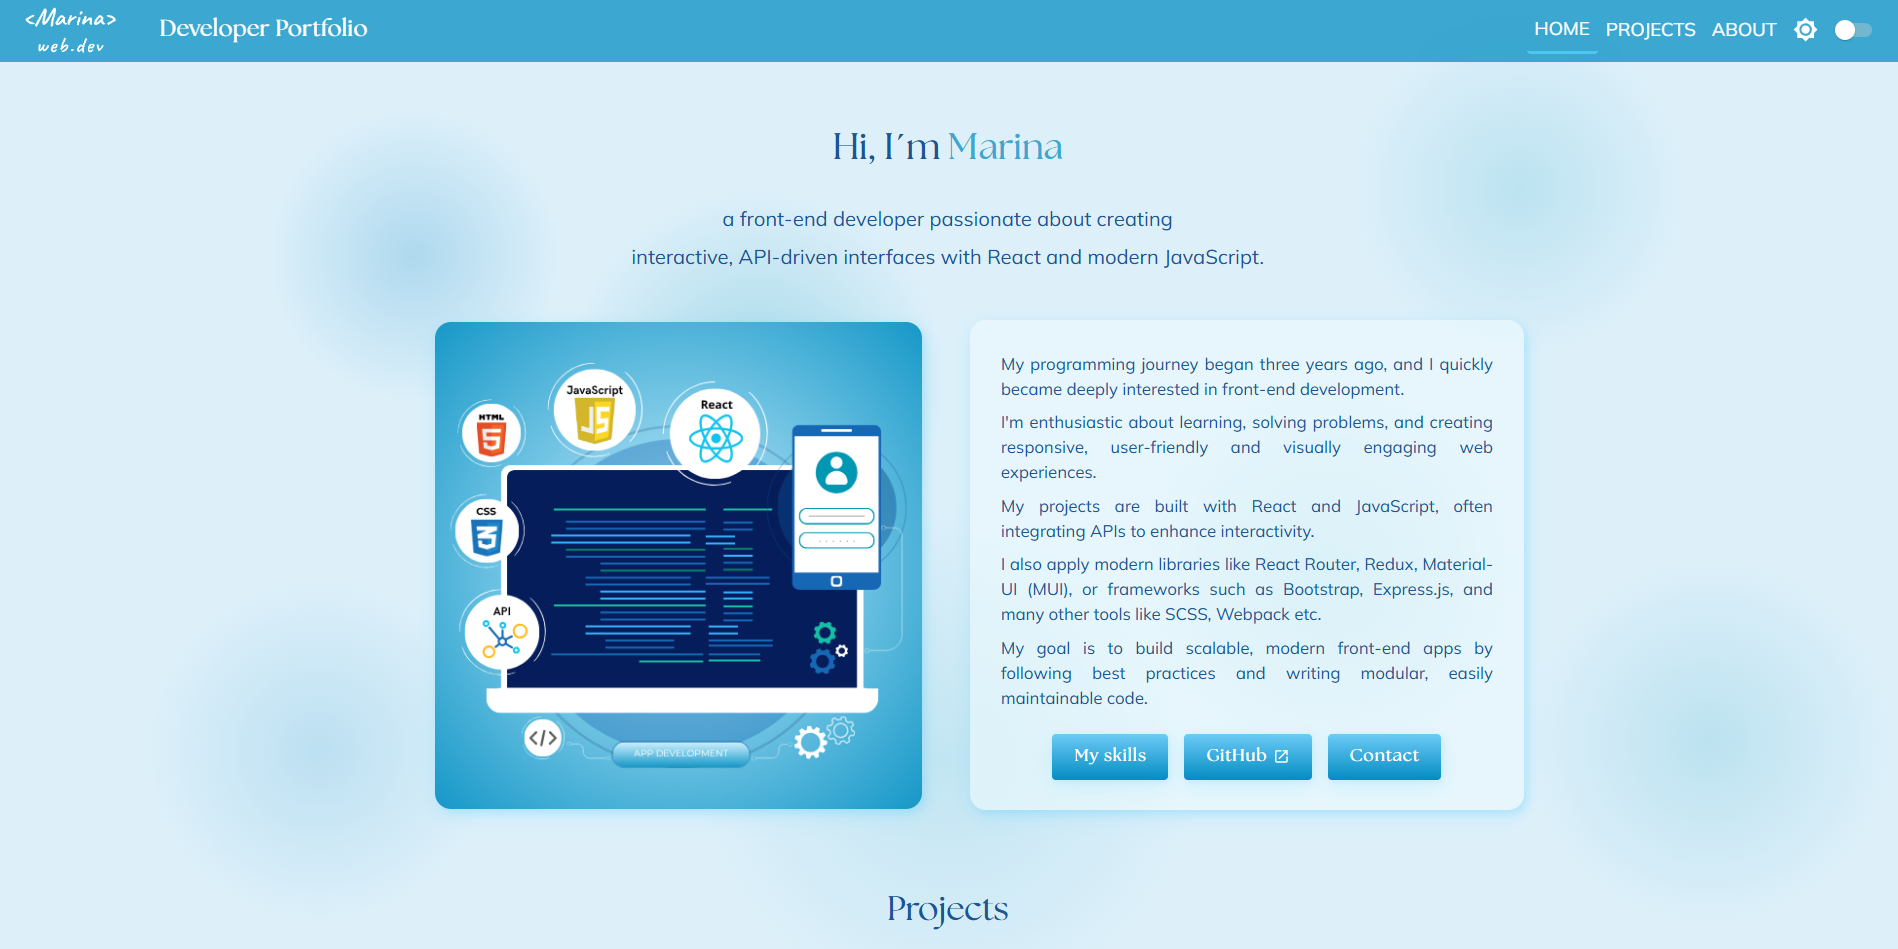 <Marina>
web.dev
Developer Portfolio
HOME
PROJECTS
ABOUT
Hi, I´m Marina
a front-end developer passionate about creating
interactive, API-driven interfaces with React and modern JavaScript.
HTML
JavaScript
JS
React
CSS
API
</>
APP DEVELOPMENT
My programming journey began three years ago, and I quickly
became deeply interested in front-end development.
I'm enthusiastic about learning, solving problems, and creating
responsive, user-friendly and visually engaging web
experiences.
My projects are built with React and JavaScript, often
integrating APIs to enhance interactivity.
I also apply modern libraries like React Router, Redux, Material-
UI (MUI), or frameworks such as Bootstrap, Express.js, and
many other tools like SCSS, Webpack etc.
My goal is to build scalable, modern front-end apps by
following best practices and writing modular, easily
maintainable code.
My skills
GitHub
Contact
Projects